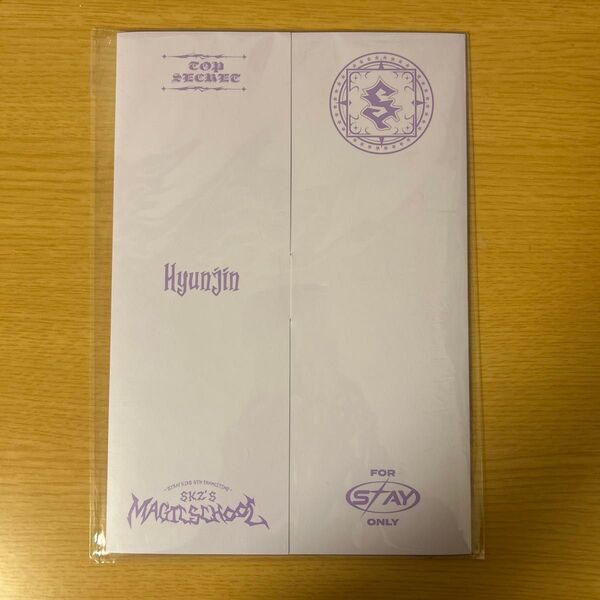 TOP
SECRET
S
Hyunjin
-STRAY KIDS 4TH FANMEETING-
SKZ'S
MAGIC SCHOOL
FOR
STAY
ONLY